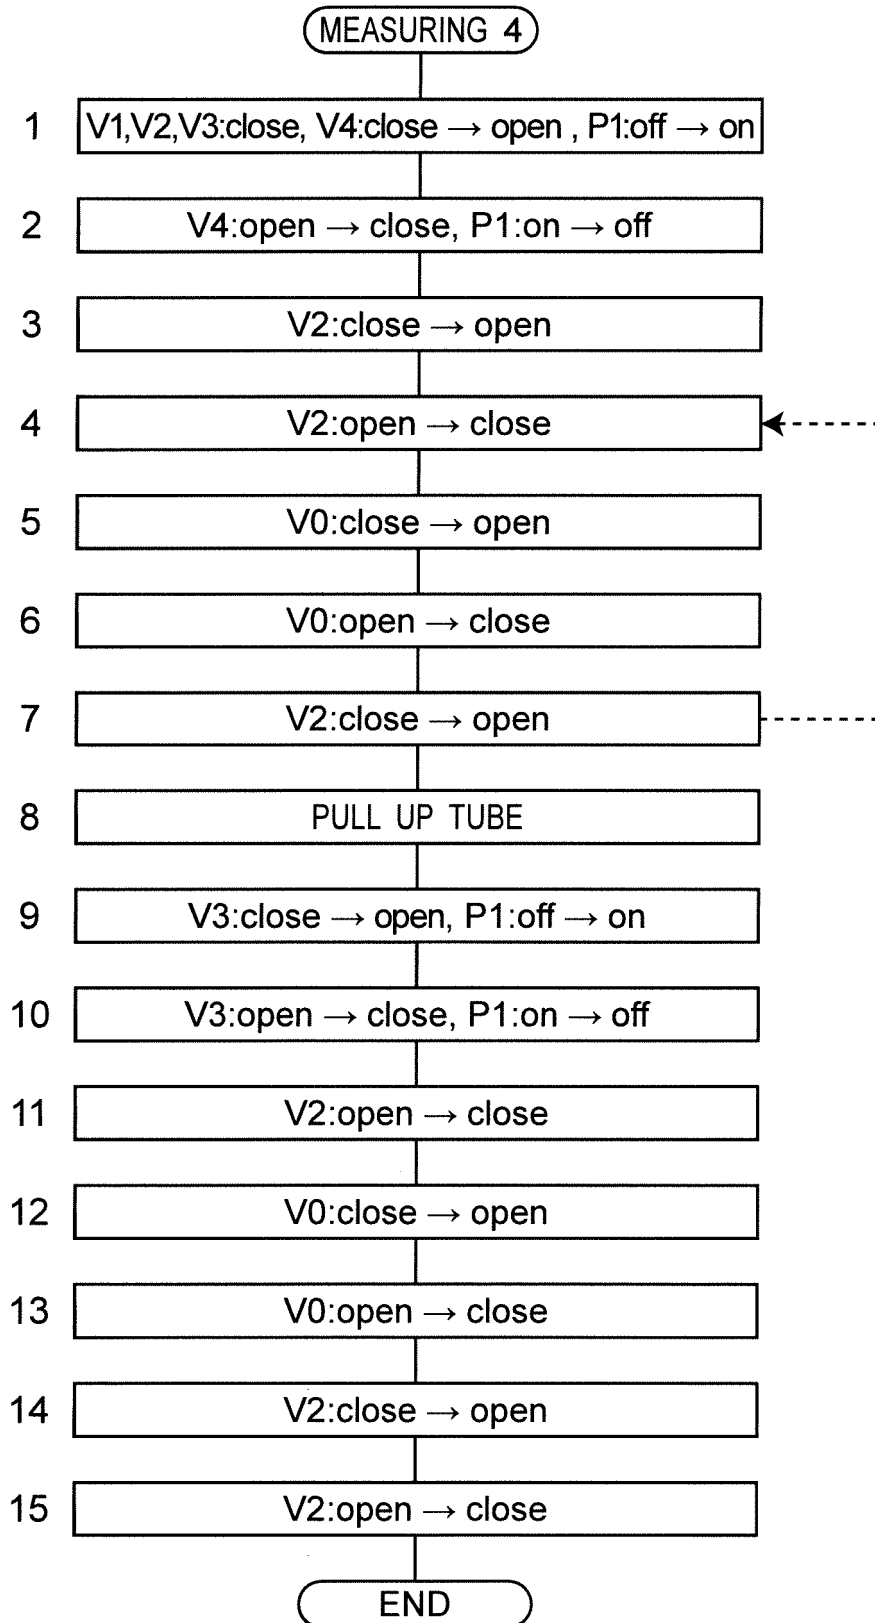 MEASURING 4
1 V1,V2,V3:close, V4:close → open , P1:off → on
2 V4:open → close, P1:on → off
3 V2:close → open
4 V2:open → close
5 V0:close → open
6 V0:open → close
7 V2:close → open
8 PULL UP TUBE
9 V3:close → open, P1:off → on
10 V3:open → close, P1:on → off
11 V2:open → close
12 V0:close → open
13 V0:open → close
14 V2:close → open
15 V2:open → close
END